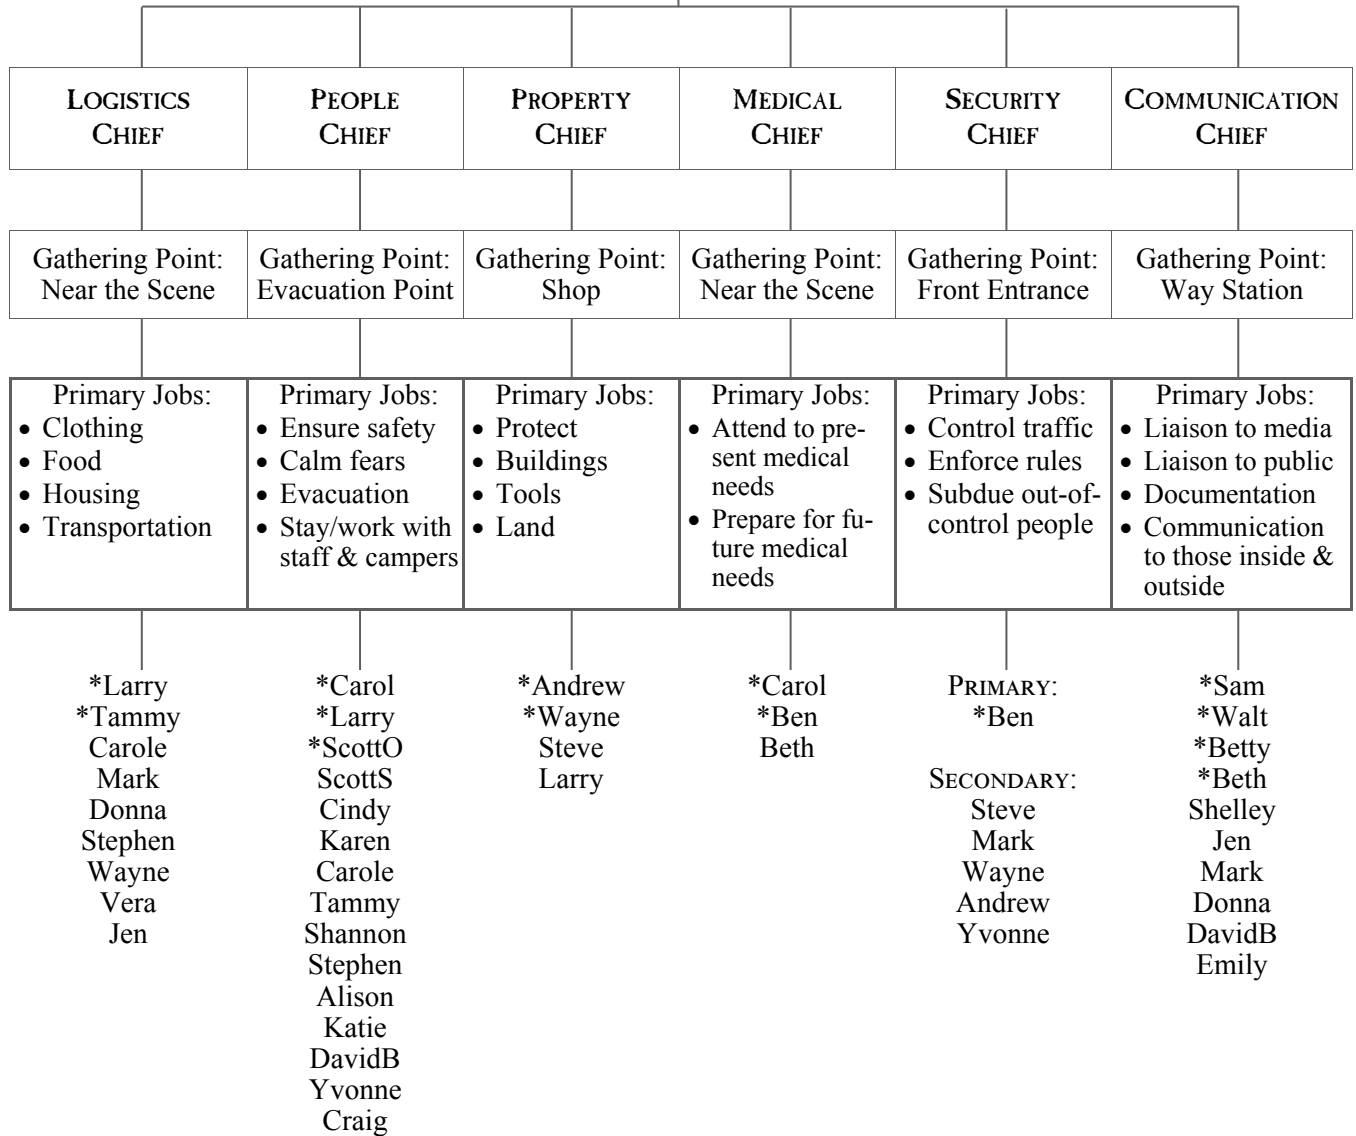 LOGISTICS
CHIEF
PEOPLE
CHIEF
PROPERTY
CHIEF
MEDICAL
CHIEF
SECURITY
CHIEF
COMMUNICATION
CHIEF
Gathering Point:
Near the Scene
Gathering Point:
Evacuation Point
Gathering Point:
Shop
Gathering Point:
Near the Scene
Gathering Point:
Front Entrance
Gathering Point:
Way Station
Primary Jobs:
• Clothing
• Food
• Housing
• Transportation
Primary Jobs:
• Ensure safety
• Calm fears
• Evacuation
• Stay/work with
staff & campers
Primary Jobs:
• Protect
• Buildings
• Tools
• Land
Primary Jobs:
• Attend to pre-
sent medical
needs
• Prepare for fu-
ture medical
needs
Primary Jobs:
• Control traffic
• Enforce rules
• Subdue out-of-
control people
Primary Jobs:
• Liaison to media
• Liaison to public
• Documentation
• Communication
to those inside &
outside
*Larry
*Tammy
Carole
Mark
Donna
Stephen
Wayne
Vera
Jen
*Carol
*Larry
*ScottO
ScottS
Cindy
Karen
Carole
Tammy
Shannon
Stephen
Alison
Katie
DavidB
Yvonne
Craig
*Andrew
*Wayne
Steve
Larry
*Carol
*Ben
Beth
PRIMARY:
*Ben
SECONDARY:
Steve
Mark
Wayne
Andrew
Yvonne
*Sam
*Walt
*Betty
*Beth
Shelley
Jen
Mark
Donna
DavidB
Emily